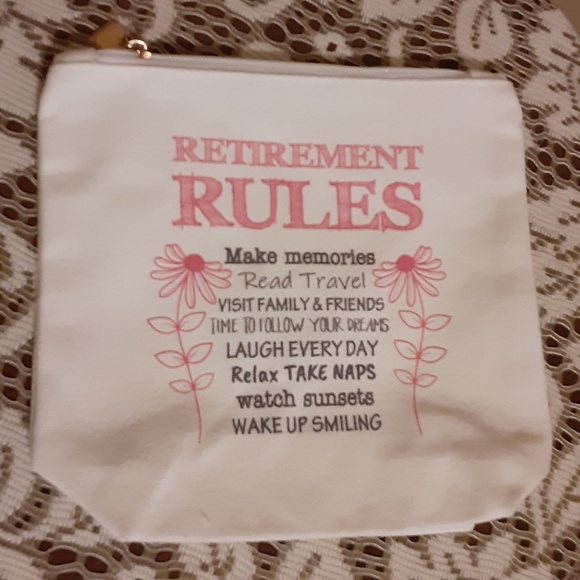 RETIREMENT
RULES
Make memories
Read Travel
VISIT FAMILY & FRIENDS
TIME TO FOLLOW YOUR DREAMS
LAUGH EVERY DAY
Relax TAKE NAPS
watch sunsets
WAKE UP SMILING